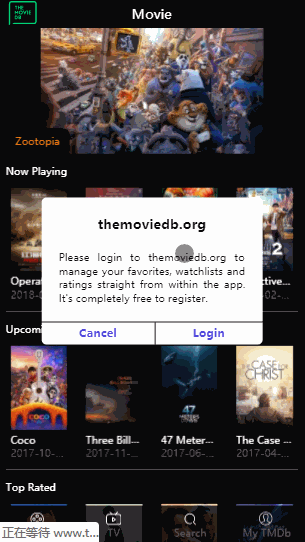 THE
MOVIE
DB
Movie
Zootopia
Now Playing
themoviedb.org
Please login to themoviedb.org to
manage your favorites, watchlists and
ratings straight from within the app.
It's completely free to register.
Cancel
Login
Opera
ctive...
2018-0
Upcom
COCO
47
METERS
DOWN
THE CASE
FOR
CHRIST
Coco
Three Bill...
47 Meter...
The Case ...
2017-10-...
2017-11-...
2017-06-...
2017-04-...
Top Rated
TV
Search
My TMDb
正在等待 www.t...